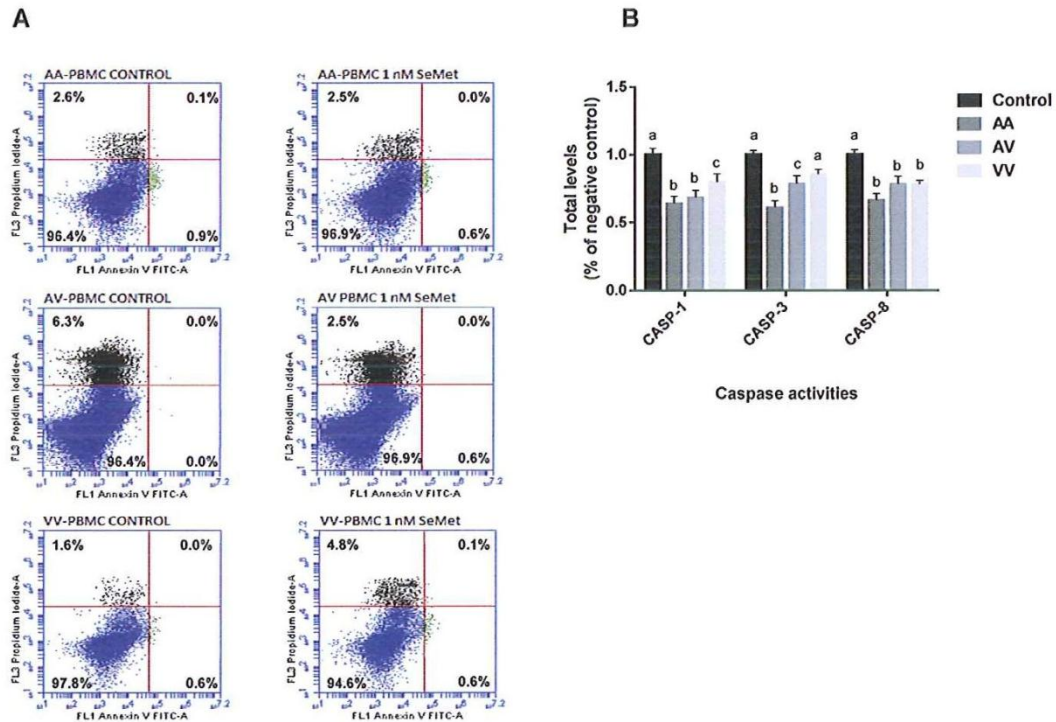 A
B
AA-PBMC CONTROL
2.6%
0.1%
96.4%
0.9%
FL3 Propidium Iodide-A
FL1 Annexin V FITC-A
AA-PBMC 1 nM SeMet
2.5%
0.0%
96.9%
0.6%
FL3 Propidium Iodide-A
FL1 Annexin V FITC-A
AV-PBMC CONTROL
6.3%
0.0%
96.4%
0.0%
FL3 Propidium Iodide-A
FL1 Annexin V FITC-A
AV PBMC 1 nM SeMet
2.5%
0.0%
96.9%
0.6%
FL3 Propidium Iodide-A
FL1 Annexin V FITC-A
VV-PBMC CONTROL
1.6%
0.0%
97.8%
0.6%
FL3 Propidium Iodide-A
FL1 Annexin V FITC-A
VV-PBMC 1 nM SeMet
4.8%
0.1%
94.6%
0.6%
FL3 Propidium Iodide-A
FL1 Annexin V FITC-A
Total levels
(% of negative control)
1.5
1.0
0.5
0.0
a b b c
a b c a
a b b b
CASP-1
CASP-3
CASP-8
Caspase activities
Control
AA
AV
VV